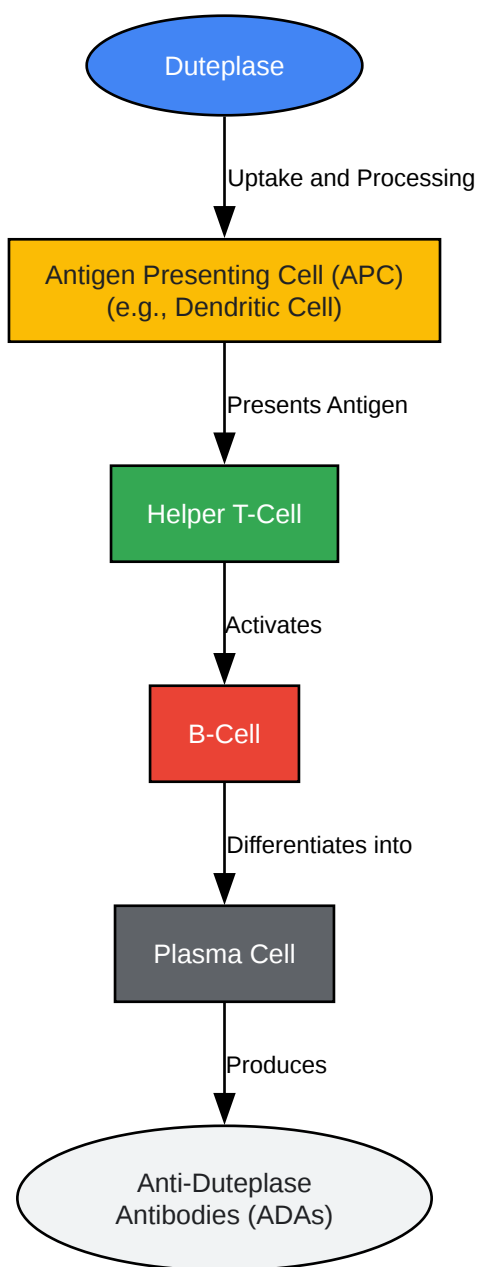 Duteplase
Uptake and Processing
Antigen Presenting Cell (APC)
(e.g., Dendritic Cell)
Presents Antigen
Helper T-Cell
Activates
B-Cell
Differentiates into
Plasma Cell
Produces
Anti-Duteplase
Antibodies (ADAs)